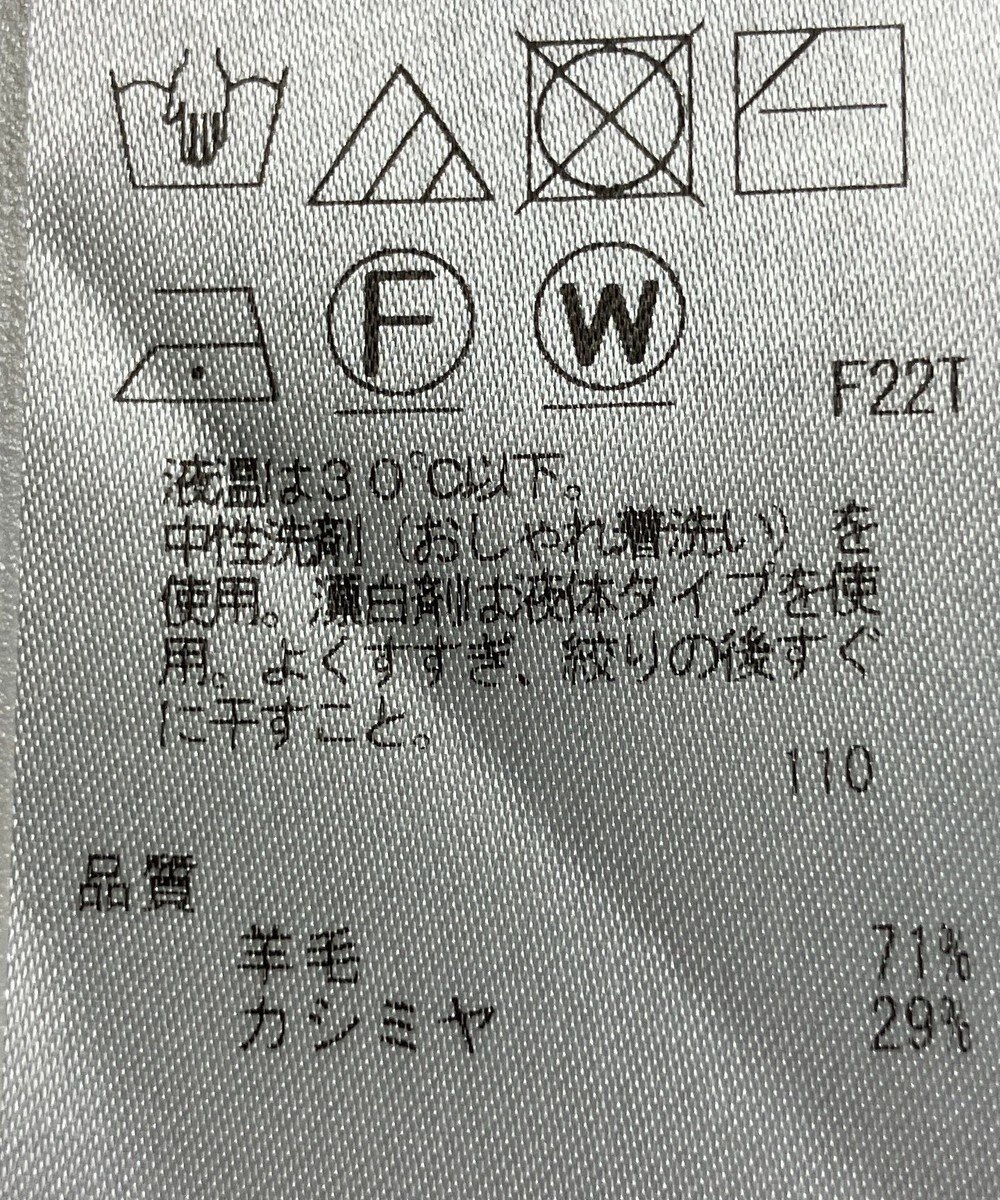 F W
F22T
液温は30℃以下。
中性洗剤(おしゃれ着洗い)を
使用。漂白剤は液体タイプを使
用。よくすすぎ、絞りの後すぐ
に干すこと。
110
品質
羊毛 71%
カシミヤ 29%